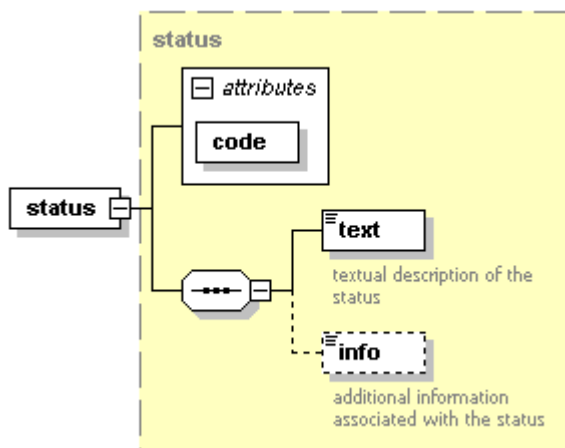 status
attributes
code
status
text
textual description of the
status
info
additional information
associated with the status